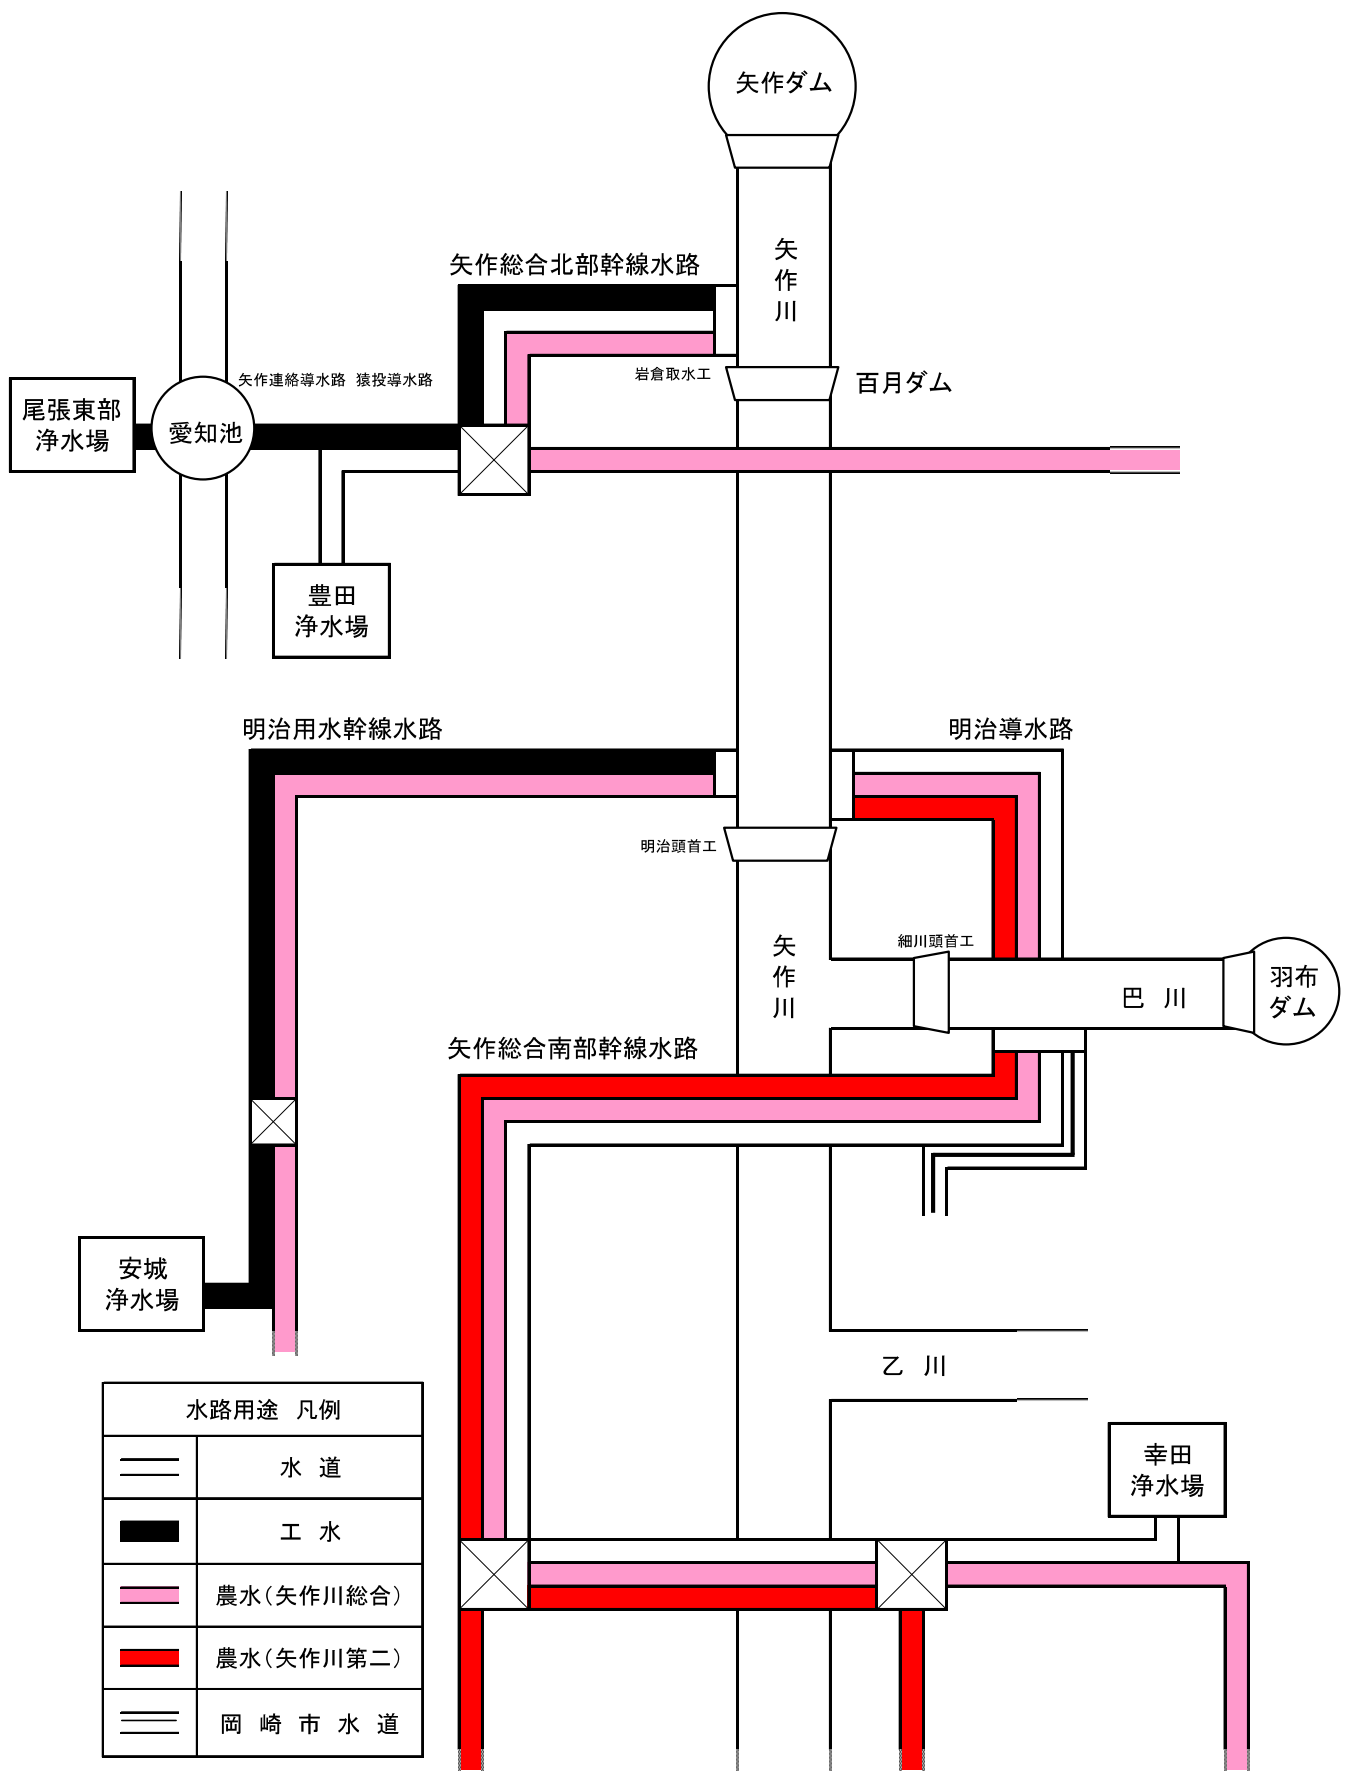 矢作ダム
矢作川
矢作総合北部幹線水路
岩倉取水工
百月ダム
矢作連絡導水路 猿投導水路
尾張東部
浄水場
愛知池
豊田
浄水場
明治用水幹線水路
明治導水路
明治頭首工
矢作川
細川頭首工
巴川
羽布
ダム
矢作総合南部幹線水路
安城
浄水場
乙川
幸田
浄水場
水路用途 凡例
水道
工水
農水(矢作川総合)
農水(矢作川第二)
岡崎市水道